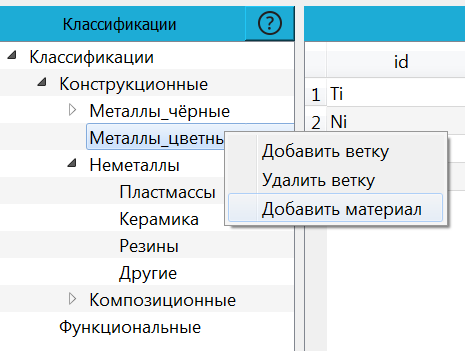 Классификации ?
id
Классификации
Конструкционные
1 Ti
Металлы_чёрные
2 Ni
Добавить ветку
Неметаллы
Удалить ветку
Пластмассы
Добавить материал
Керамика
Резины
Другие
Композиционные
Функциональные